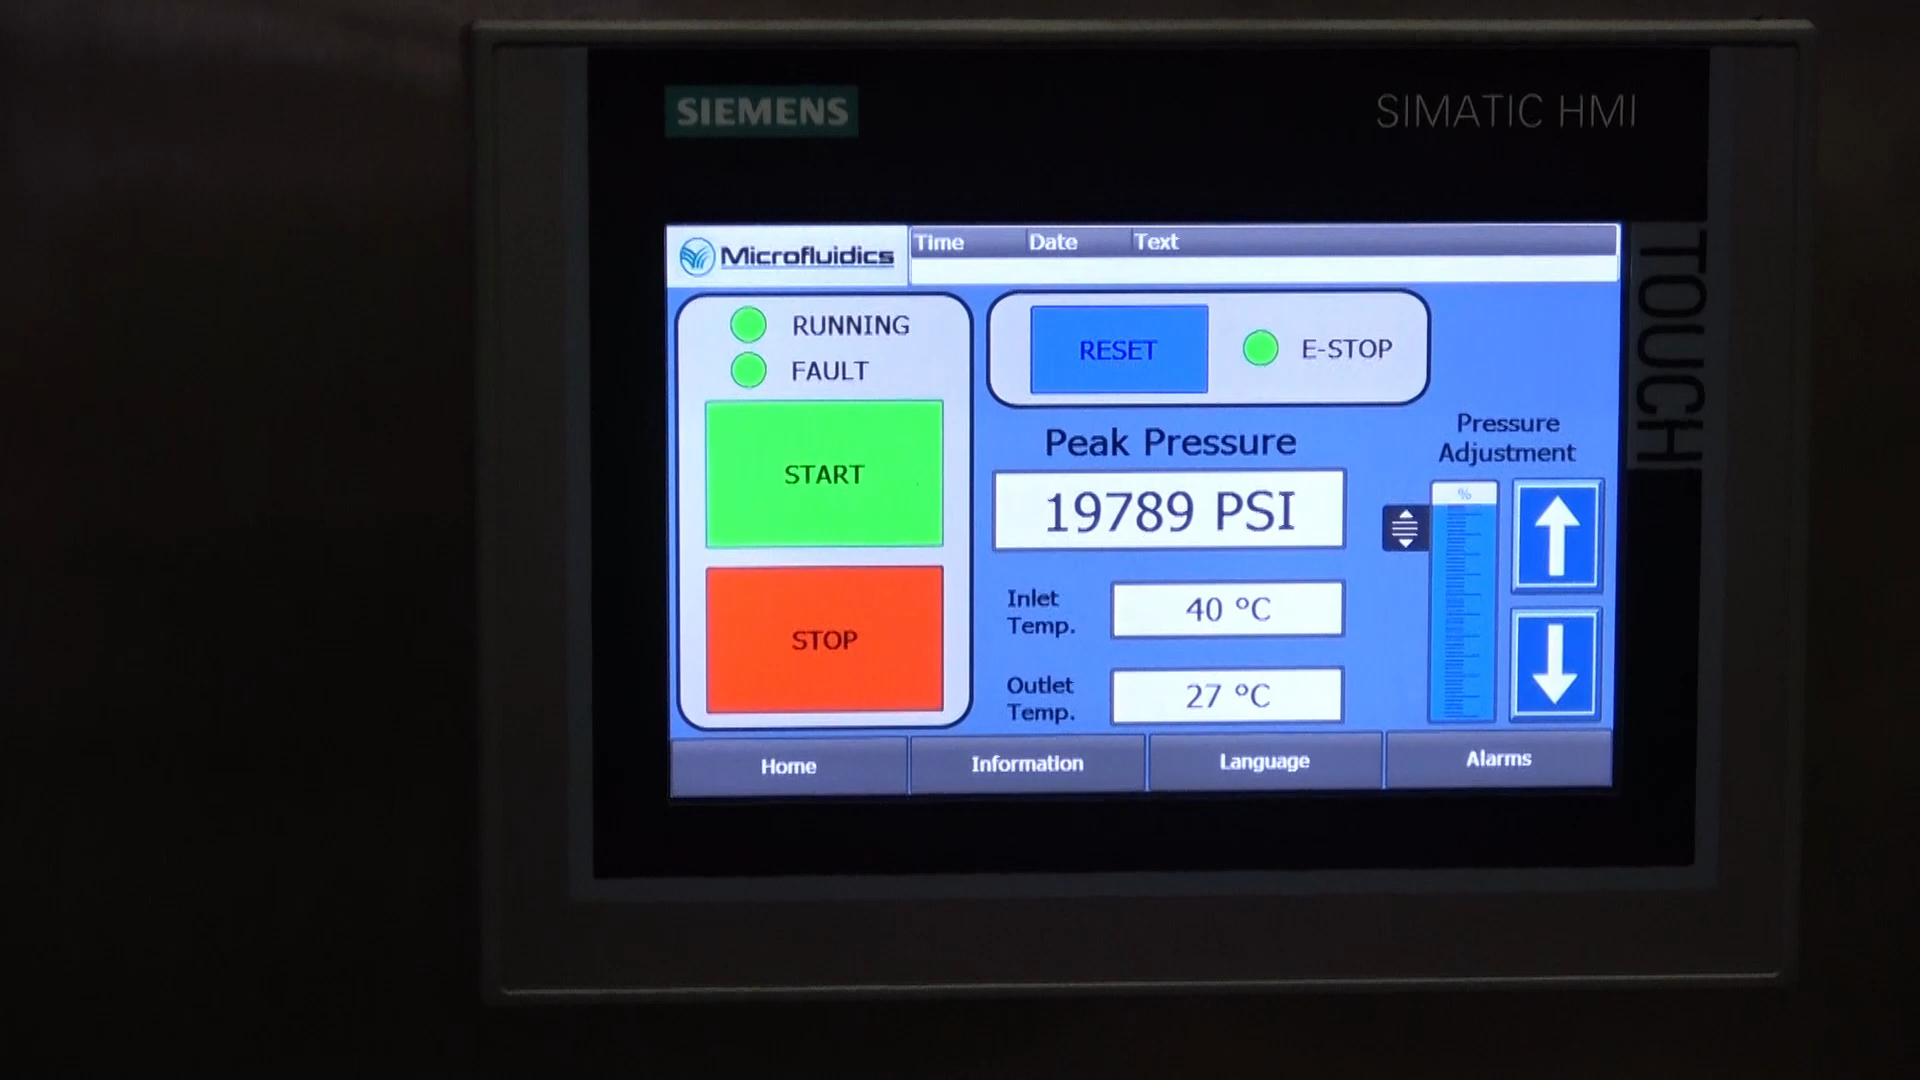 SIEMENS
SIMATIC HMI
TOUCH
Microfluidics
Time Date Text
RUNNING
FAULT
START
STOP
RESET
E-STOP
Peak Pressure
19789 PSI
Inlet Temp.
40 °C
Outlet Temp.
27 °C
Pressure
Adjustment
%
Home Information Language Alarms